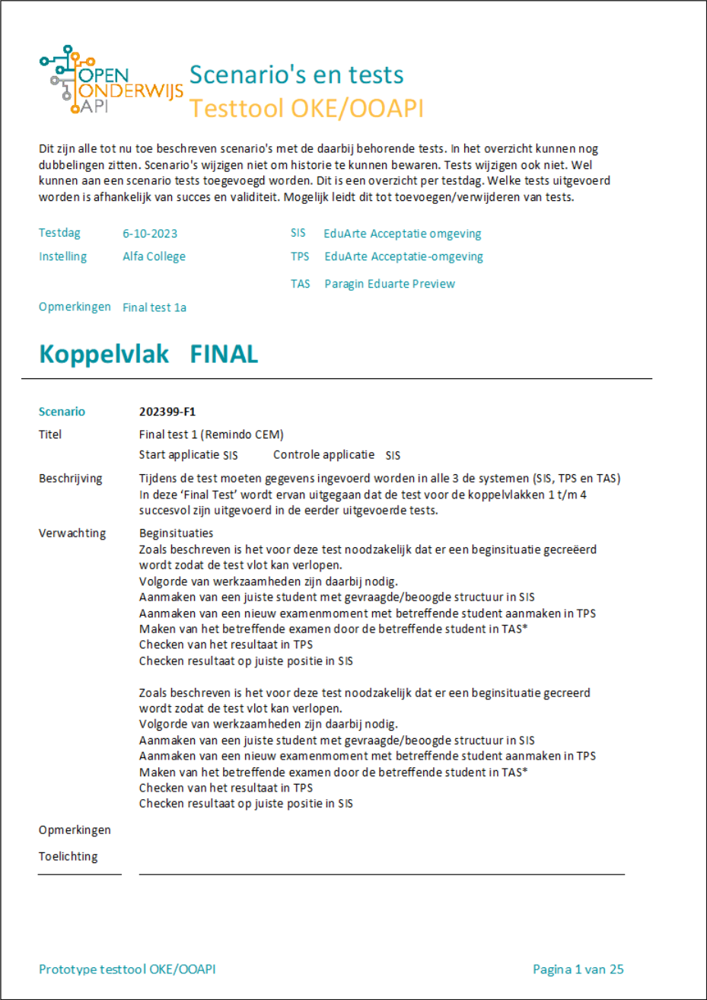 OPEN
ONDERWIJS
API
Scenario's en tests
Testtool OKE/OOAPI
Dit zijn alle tot nu toe beschreven scenario's met de daarbij behorende tests. In het overzicht kunnen nog
dubbelingen zitten. Scenario's wijzigen niet om historie te kunnen bewaren. Tests wijzigen ook niet. Wel
kunnen aan een scenario tests toegevoegd worden. Dit is een overzicht per testdag. Welke tests uitgevoerd
worden is afhankelijk van succes en validiteit. Mogelijk leidt dit tot toevoegen/verwijderen van tests.
Testdag 6-10-2023 SIS EduArte Acceptatie omgeving
Instelling Alfa College TPS EduArte Acceptatie-omgeving
TAS Paragin Eduarte Preview
Opmerkingen Final test 1a
Koppelvlak FINAL
Scenario 202399-F1
Titel Final test 1 (Remindo CEM)
Start applicatie SIS Controle applicatie SIS
Beschrijving Tijdens de test moeten gegevens ingevoerd worden in alle 3 de systemen (SIS, TPS en TAS)
In deze ‘Final Test’ wordt ervan uitgegaan dat de test voor de koppelvlakken 1 t/m 4
succesvol zijn uitgevoerd in de eerder uitgevoerde tests.
Verwachting Beginsituaties
Zoals beschreven is het voor deze test noodzakelijk dat er een beginsituatie gecreëerd
wordt zodat de test vlot kan verlopen.
Volgorde van werkzaamheden zijn daarbij nodig.
Aanmaken van een juiste student met gevraagde/beoogde structuur in SIS
Aanmaken van een nieuw examenmoment met betreffende student aanmaken in TPS
Maken van het betreffende examen door de betreffende student in TAS*
Checken van het resultaat in TPS
Checken resultaat op juiste positie in SIS
Zoals beschreven is het voor deze test noodzakelijk dat er een beginsituatie gecreerd
wordt zodat de test vlot kan verlopen.
Volgorde van werkzaamheden zijn daarbij nodig.
Aanmaken van een juiste student met gevraagde/beoogde structuur in SIS
Aanmaken van een nieuw examenmoment met betreffende student aanmaken in TPS
Maken van het betreffende examen door de betreffende student in TAS*
Checken van het resultaat in TPS
Checken resultaat op juiste positie in SIS
Opmerkingen
Toelichting
Prototype testtool OKE/OOAPI Pagina 1 van 25